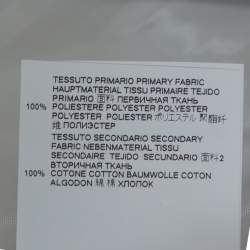 TESSUTO PRIMARIO PRIMARY FABRIC
HAUPTMATERIAL TISSU PRIMAIRE TEJIDO
PRIMARIO 面料 ПЕРВИЧНАЯ ТКАНЬ
100% POLIESTERE POLYESTER POLYESTER
POLYESTER POLIESTER ポリエステル 聚酯纤
维 ПОЛИЭСТЕР
TESSUTO SECONDARIO SECONDARY
FABRIC NEBENMATERIAL TISSU
SECONDAIRE TEJIDO SECUNDARIO 面料2
ВТОРИЧНАЯ ТКАНЬ
100% COTONE COTTON BAUMWOLLE COTON
ALGODON 綿 棉 ХЛОПОК